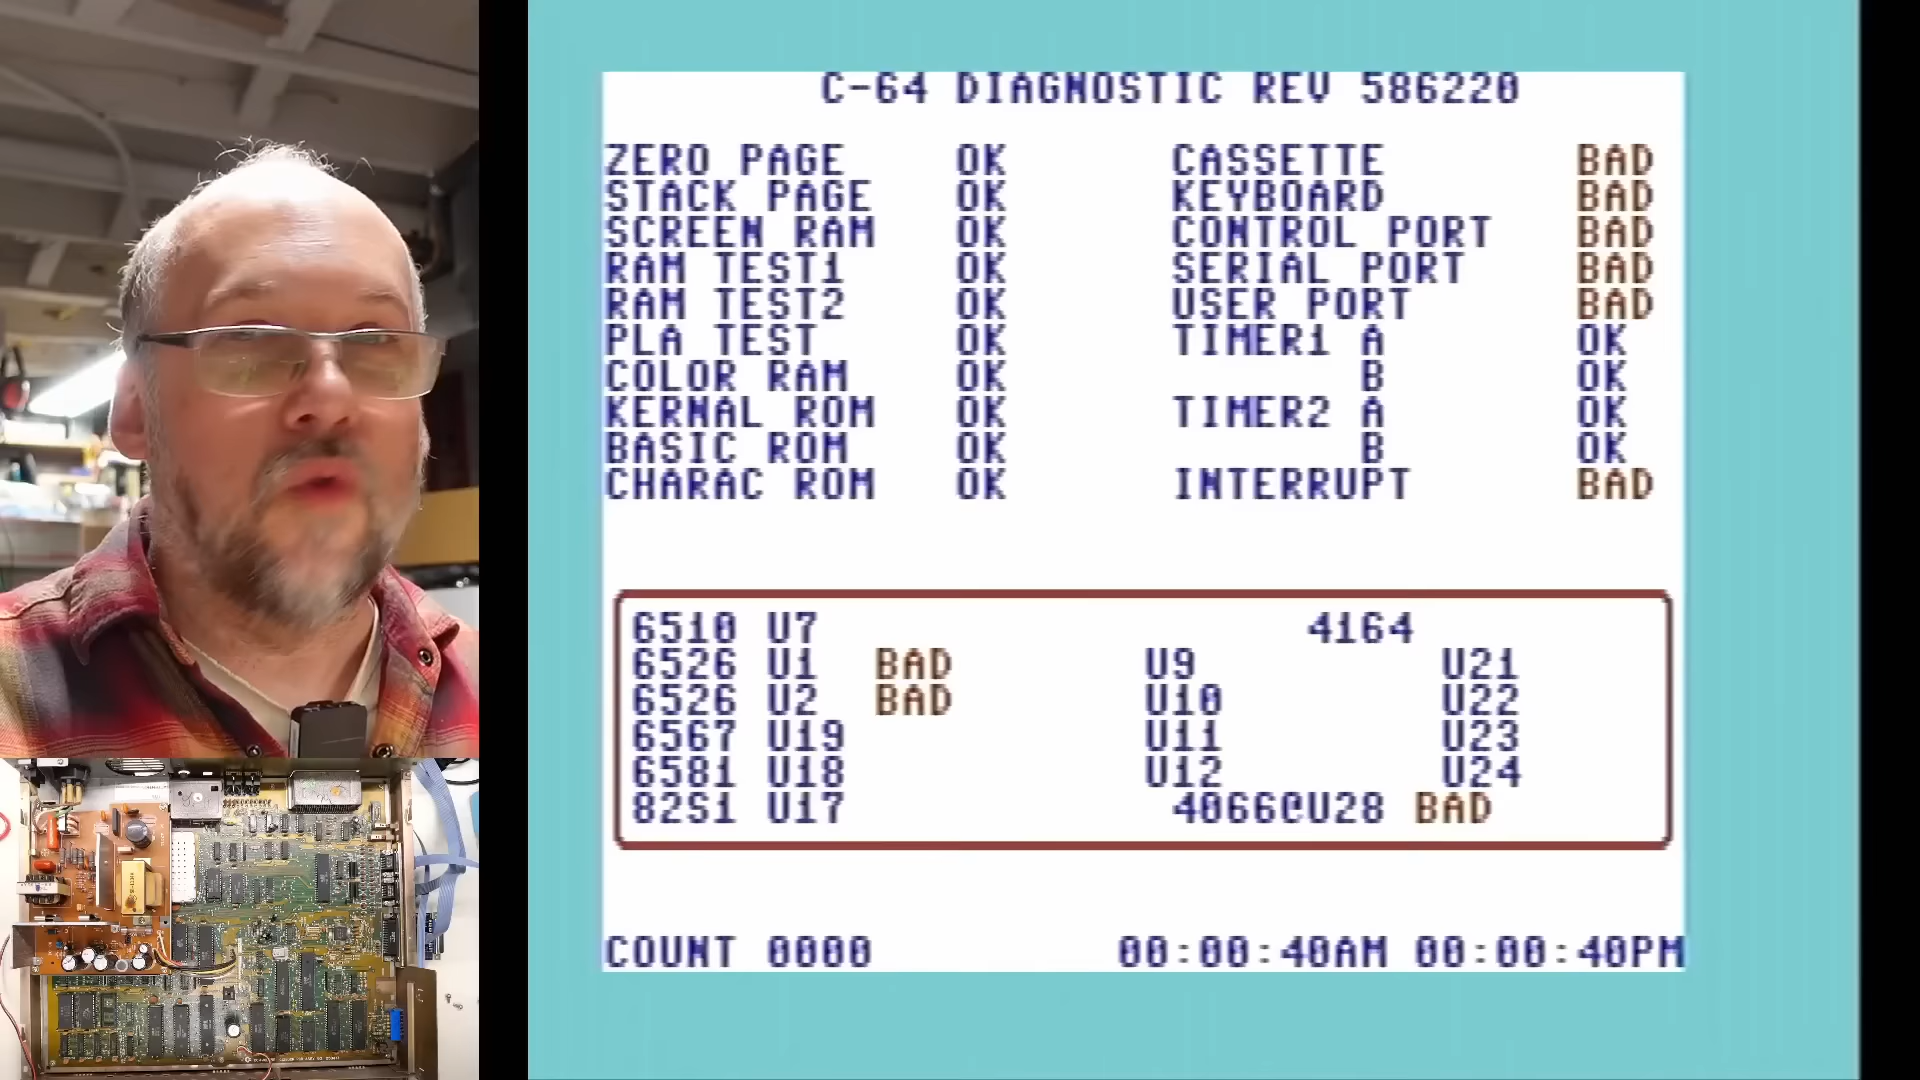 C-64 DIAGNOSTIC REV 586220
ZERO PAGE OK CASSETTE BAD
STACK PAGE OK KEYBOARD BAD
SCREEN RAM OK CONTROL PORT BAD
RAM TEST1 OK SERIAL PORT BAD
RAM TEST2 OK USER PORT BAD
PLA TEST OK TIMER1 A OK
COLOR RAM OK B OK
KERNAL ROM OK TIMER2 A OK
BASIC ROM OK B OK
CHARAC ROM OK INTERRUPT BAD
6510 U7 4164
6526 U1 BAD U9 U21
6526 U2 BAD U10 U22
6567 U19 U11 U23
6581 U18 U12 U24
82S1 U17 4066@U28 BAD
COUNT 0000 00:00:40AM 00:00:40PM